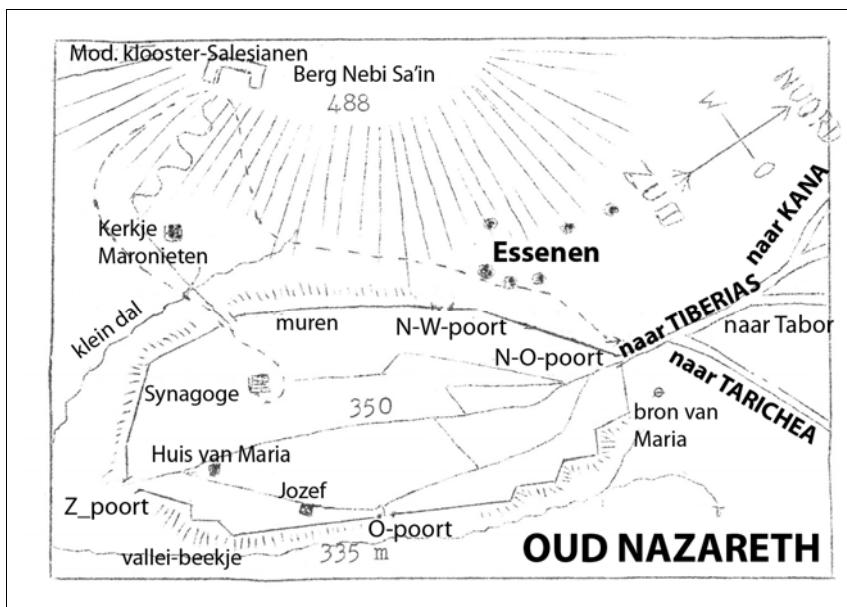 Mod. klooster-Salesianen
Berg Nebi Sa'in
488
NOORD
W
O
ZUID
Kerkje
Maronieten
Essenen
naar KANA
klein dal
muren
N-W-poort
naar TIBERIAS
naar Tabor
N-O-poort
naar TARICHEA
Synagoge
350
bron van
Maria
Huis van Maria
Jozef
Z_poort
O-poort
vallei-beekje
335 m
OUD NAZARETH